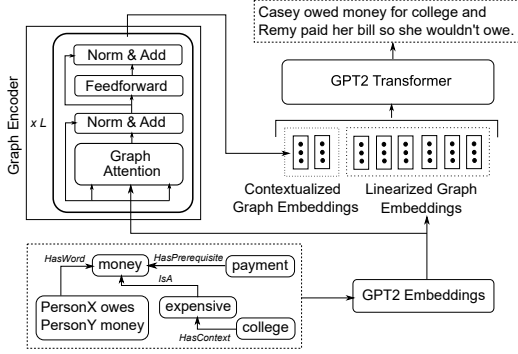 Casey owed money for college and
Remy paid her bill so she wouldn't owe.
Graph Encoder
x L
Norm & Add
Feedforward
Norm & Add
Graph
Attention
GPT2 Transformer
Contextualized
Graph Embeddings
Linearized Graph
Embeddings
HasWord
money
HasPrerequisite
payment
IsA
PersonX owes
PersonY money
expensive
HasContext
college
GPT2 Embeddings